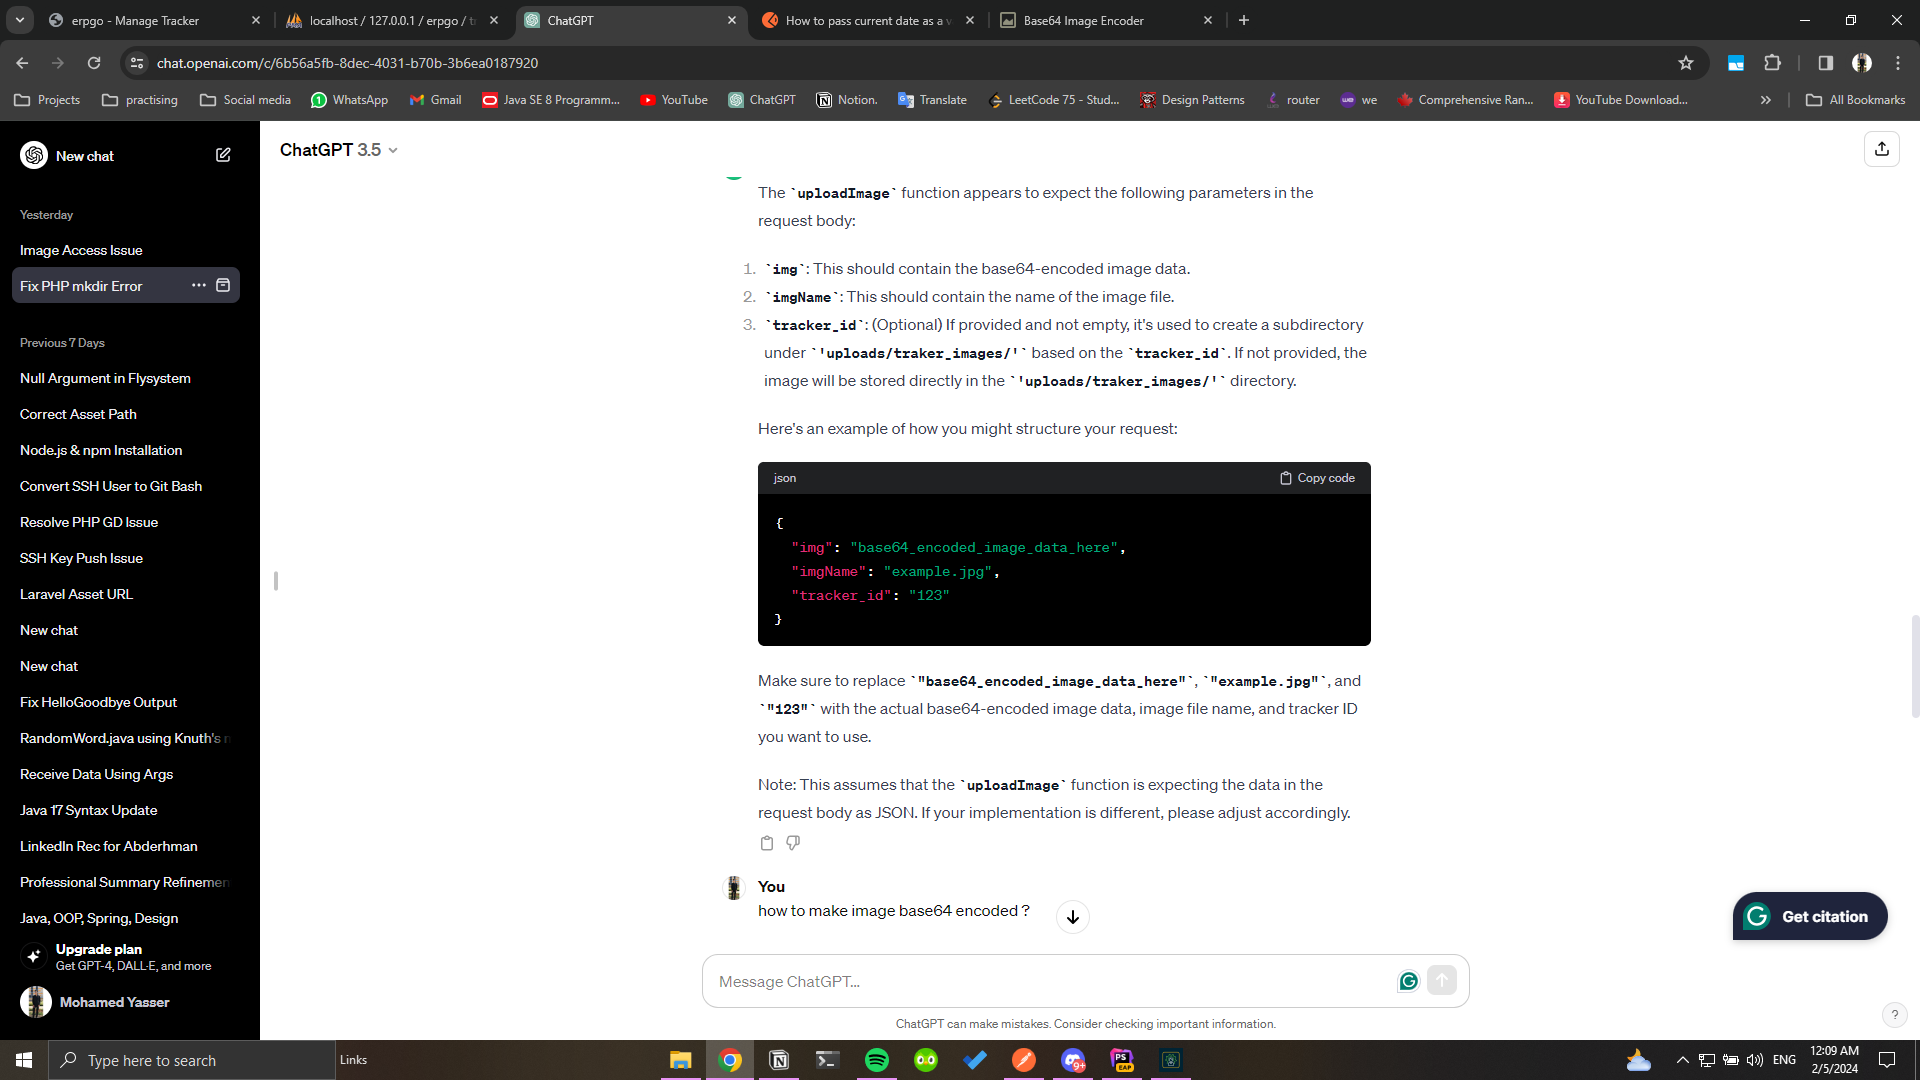 erpgo - Manage Tracker
localhost / 127.0.0.1 / erpgo / t
ChatGPT
How to pass current date as a v
Base64 Image Encoder
chat.openai.com/c/6b56a5fb-8dec-4031-b70b-3b6ea0187920
Projects
practising
Social media
WhatsApp
Gmail
Java SE 8 Programm...
YouTube
ChatGPT
Notion.
Translate
LeetCode 75 - Stud...
Design Patterns
router
we
Comprehensive Ran...
YouTube Download...
All Bookmarks
New chat
Yesterday
Image Access Issue
Fix PHP mkdir Error
Previous 7 Days
Null Argument in Flysystem
Correct Asset Path
Node.js & npm Installation
Convert SSH User to Git Bash
Resolve PHP GD Issue
SSH Key Push Issue
Laravel Asset URL
New chat
New chat
Fix HelloGoodbye Output
RandomWord.java using Knuth's
Receive Data Using Args
Java 17 Syntax Update
LinkedIn Rec for Abderhman
Professional Summary Refinemen
Java, OOP, Spring, Design
Upgrade plan
Get GPT-4, DALL·E, and more
Mohamed Yasser
ChatGPT 3.5
The `uploadImage` function appears to expect the following parameters in the
request body:
1. `img`: This should contain the base64-encoded image data.
2. `imgName`: This should contain the name of the image file.
3. `tracker_id`: (Optional) If provided and not empty, it's used to create a subdirectory
under `'uploads/traker_images/'` based on the `tracker_id`. If not provided, the
image will be stored directly in the `'uploads/traker_images/'` directory.
Here's an example of how you might structure your request:
json
Copy code
{
"img": "base64_encoded_image_data_here",
"imgName": "example.jpg",
"tracker_id": "123"
}
Make sure to replace `"base64_encoded_image_data_here"`, `"example.jpg"`, and
`"123"` with the actual base64-encoded image data, image file name, and tracker ID
you want to use.
Note: This assumes that the `uploadImage` function is expecting the data in the
request body as JSON. If your implementation is different, please adjust accordingly.
You
how to make image base64 encoded ?
Get citation
Message ChatGPT...
ChatGPT can make mistakes. Consider checking important information.
?
Type here to search
Links
9+
PS
EAP
ENG
12:09 AM
2/5/2024